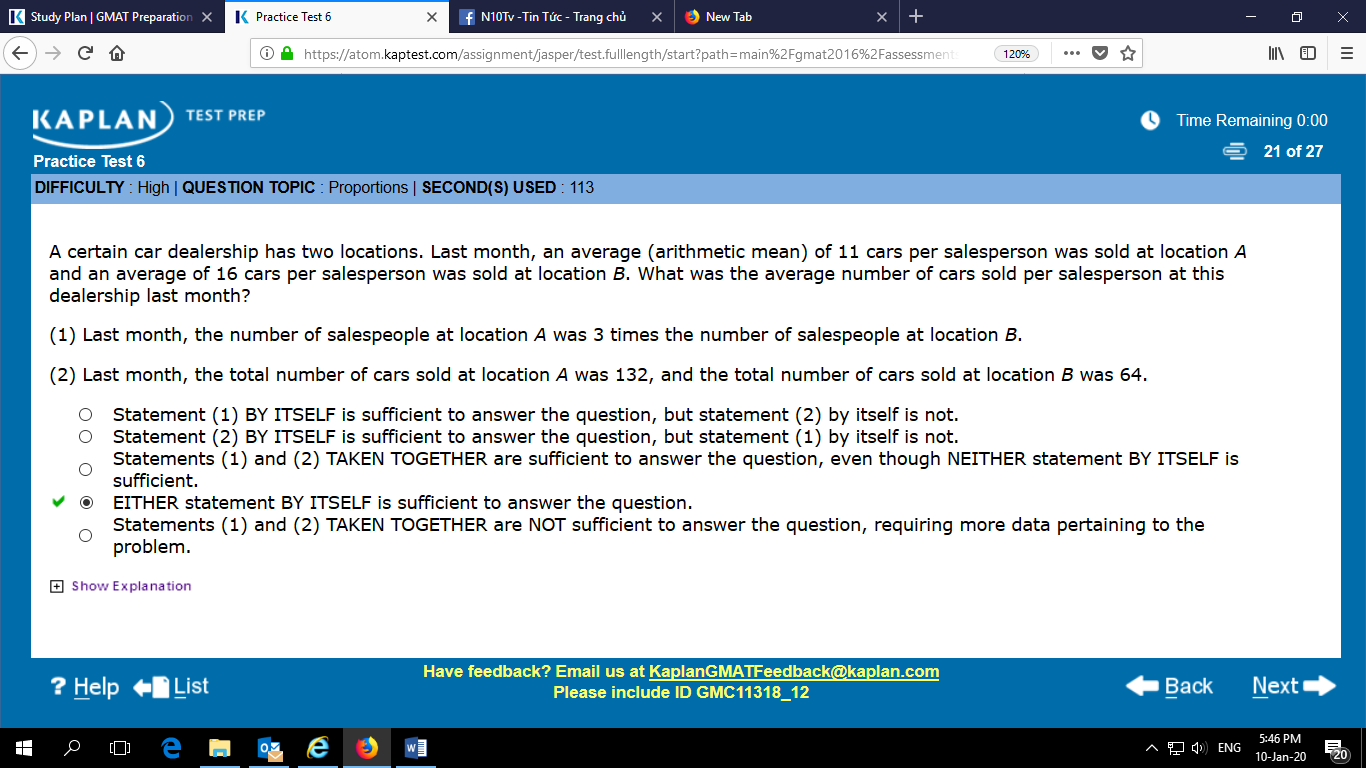 Study Plan | GMAT Preparation
Practice Test 6
N10Tv -Tin Tức - Trang chủ
New Tab
https://atom.kaptest.com/assignment/jasper/test.fulllength/start?path=main%2Fgmat2016%2Fassessment
120%
KAPLAN TEST PREP
Time Remaining 0:00
Practice Test 6
21 of 27
DIFFICULTY : High | QUESTION TOPIC : Proportions | SECOND(S) USED : 113
A certain car dealership has two locations. Last month, an average (arithmetic mean) of 11 cars per salesperson was sold at location A
and an average of 16 cars per salesperson was sold at location B. What was the average number of cars sold per salesperson at this
dealership last month?
(1) Last month, the number of salespeople at location A was 3 times the number of salespeople at location B.
(2) Last month, the total number of cars sold at location A was 132, and the total number of cars sold at location B was 64.
Statement (1) BY ITSELF is sufficient to answer the question, but statement (2) by itself is not.
Statement (2) BY ITSELF is sufficient to answer the question, but statement (1) by itself is not.
Statements (1) and (2) TAKEN TOGETHER are sufficient to answer the question, even though NEITHER statement BY ITSELF is
sufficient.
EITHER statement BY ITSELF is sufficient to answer the question.
Statements (1) and (2) TAKEN TOGETHER are NOT sufficient to answer the question, requiring more data pertaining to the
problem.
Show Explanation
Have feedback? Email us at KaplanGMATFeedback@kaplan.com
Please include ID GMC11318_12
? Help
List
Back
Next
ENG
5:46 PM
10-Jan-20
20